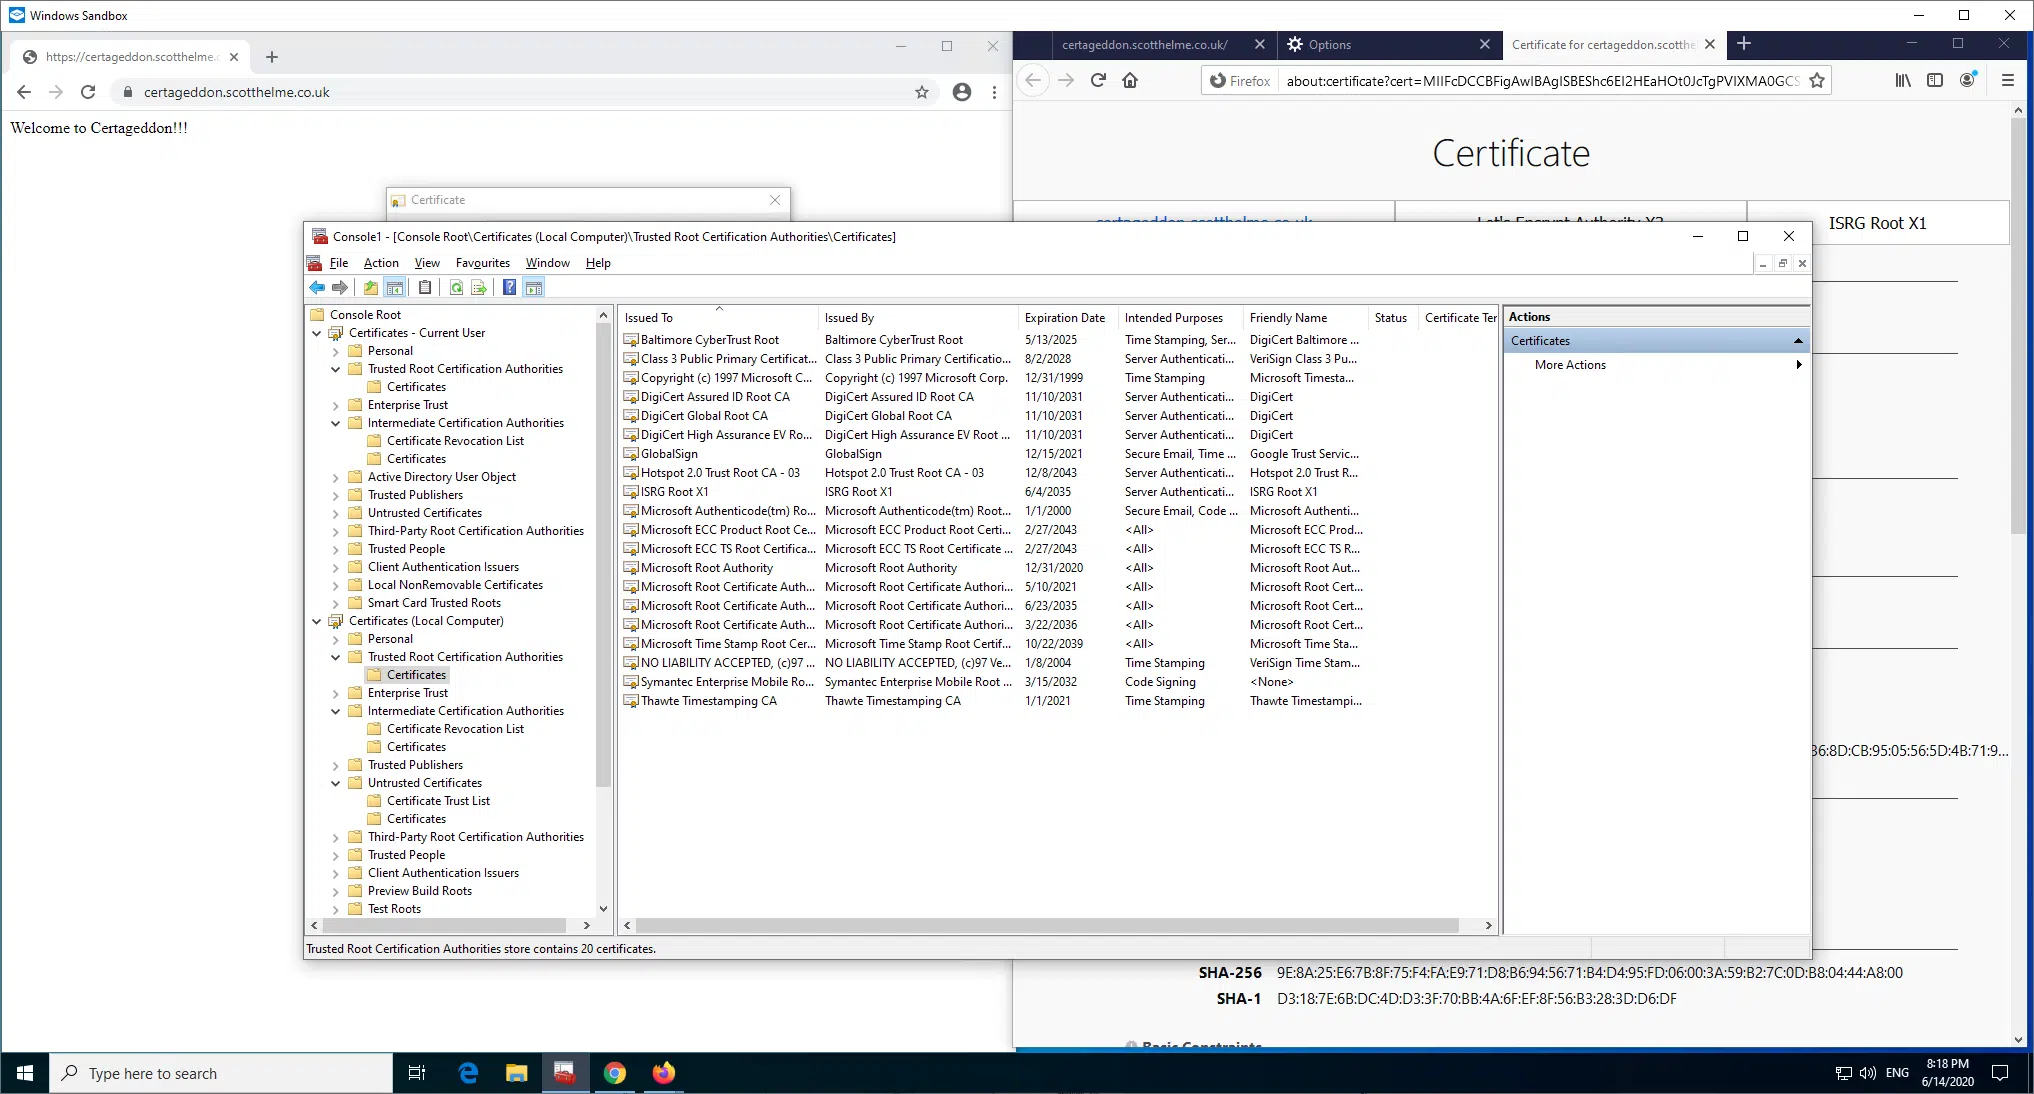 Windows Sandbox
https://certageddon.scotthelme.c
certageddon.scotthelme.co.uk
Welcome to Certageddon!!!
certageddon.scotthelme.co.uk/
Options
Certificate for certageddon.scotthe
Firefox about:certificate?cert=MIIFcDCCBFigAwIBAgISBEShc6EI2HEaHOt0JcTgPVIXMA0GCS
Certificate
certageddon.scotthelme.co.uk Let's Encrypt Authority X3 ISRG Root X1
Certificate
Console1 - [Console Root\Certificates (Local Computer)\Trusted Root Certification Authorities\Certificates]
File Action View Favourites Window Help
Console Root
Certificates - Current User
Personal
Trusted Root Certification Authorities
Certificates
Enterprise Trust
Intermediate Certification Authorities
Certificate Revocation List
Certificates
Active Directory User Object
Trusted Publishers
Untrusted Certificates
Third-Party Root Certification Authorities
Trusted People
Client Authentication Issuers
Local NonRemovable Certificates
Smart Card Trusted Roots
Certificates (Local Computer)
Personal
Trusted Root Certification Authorities
Certificates
Enterprise Trust
Intermediate Certification Authorities
Certificate Revocation List
Certificates
Trusted Publishers
Untrusted Certificates
Certificate Trust List
Certificates
Third-Party Root Certification Authorities
Trusted People
Client Authentication Issuers
Preview Build Roots
Test Roots
Issued To Issued By Expiration Date Intended Purposes Friendly Name Status Certificate Ter
Baltimore CyberTrust Root Baltimore CyberTrust Root 5/13/2025 Time Stamping, Ser... DigiCert Baltimore ...
Class 3 Public Primary Certificat... Class 3 Public Primary Certificatio... 8/2/2028 Server Authenticati... VeriSign Class 3 Pu...
Copyright (c) 1997 Microsoft C... Copyright (c) 1997 Microsoft Corp. 12/31/1999 Time Stamping Microsoft Timesta...
DigiCert Assured ID Root CA DigiCert Assured ID Root CA 11/10/2031 Server Authenticati... DigiCert
DigiCert Global Root CA DigiCert Global Root CA 11/10/2031 Server Authenticati... DigiCert
DigiCert High Assurance EV Ro... DigiCert High Assurance EV Root ... 11/10/2031 Server Authenticati... DigiCert
GlobalSign GlobalSign 12/15/2021 Secure Email, Time ... Google Trust Servic...
Hotspot 2.0 Trust Root CA - 03 Hotspot 2.0 Trust Root CA - 03 12/8/2043 Server Authenticati... Hotspot 2.0 Trust R...
ISRG Root X1 ISRG Root X1 6/4/2035 Server Authenticati... ISRG Root X1
Microsoft Authenticode(tm) Ro... Microsoft Authenticode(tm) Root... 1/1/2000 Secure Email, Code ... Microsoft Authenti...
Microsoft ECC Product Root Ce... Microsoft ECC Product Root Certi... 2/27/2043 <All> Microsoft ECC Prod...
Microsoft ECC TS Root Certifica... Microsoft ECC TS Root Certificate ... 2/27/2043 <All> Microsoft ECC TS R...
Microsoft Root Authority Microsoft Root Authority 12/31/2020 <All> Microsoft Root Aut...
Microsoft Root Certificate Auth... Microsoft Root Certificate Authori... 5/10/2021 <All> Microsoft Root Cert...
Microsoft Root Certificate Auth... Microsoft Root Certificate Authori... 6/23/2035 <All> Microsoft Root Cert...
Microsoft Root Certificate Auth... Microsoft Root Certificate Authori... 3/22/2036 <All> Microsoft Root Cert...
Microsoft Time Stamp Root Cer... Microsoft Time Stamp Root Certif... 10/22/2039 <All> Microsoft Time Sta...
NO LIABILITY ACCEPTED, (c)97 ... NO LIABILITY ACCEPTED, (c)97 Ve... 1/8/2004 Time Stamping VeriSign Time Stam...
Symantec Enterprise Mobile Ro... Symantec Enterprise Mobile Root ... 3/15/2032 Code Signing <None>
Thawte Timestamping CA Thawte Timestamping CA 1/1/2021 Time Stamping Thawte Timestampi...
Actions
Certificates
More Actions
Trusted Root Certification Authorities store contains 20 certificates.
36:8D:CB:95:05:56:5D:4B:71:9...
SHA-256 9E:8A:25:E6:7B:8F:75:F4:FA:E9:71:D8:B6:94:56:71:B4:D4:95:FD:06:00:3A:59:B2:7C:0D:B8:04:44:A8:00
SHA-1 D3:18:7E:6B:DC:4D:D3:3F:70:BB:4A:6F:EF:8F:56:B3:28:3D:D6:DF
Basic Constraints
Type here to search
ENG
8:18 PM
6/14/2020